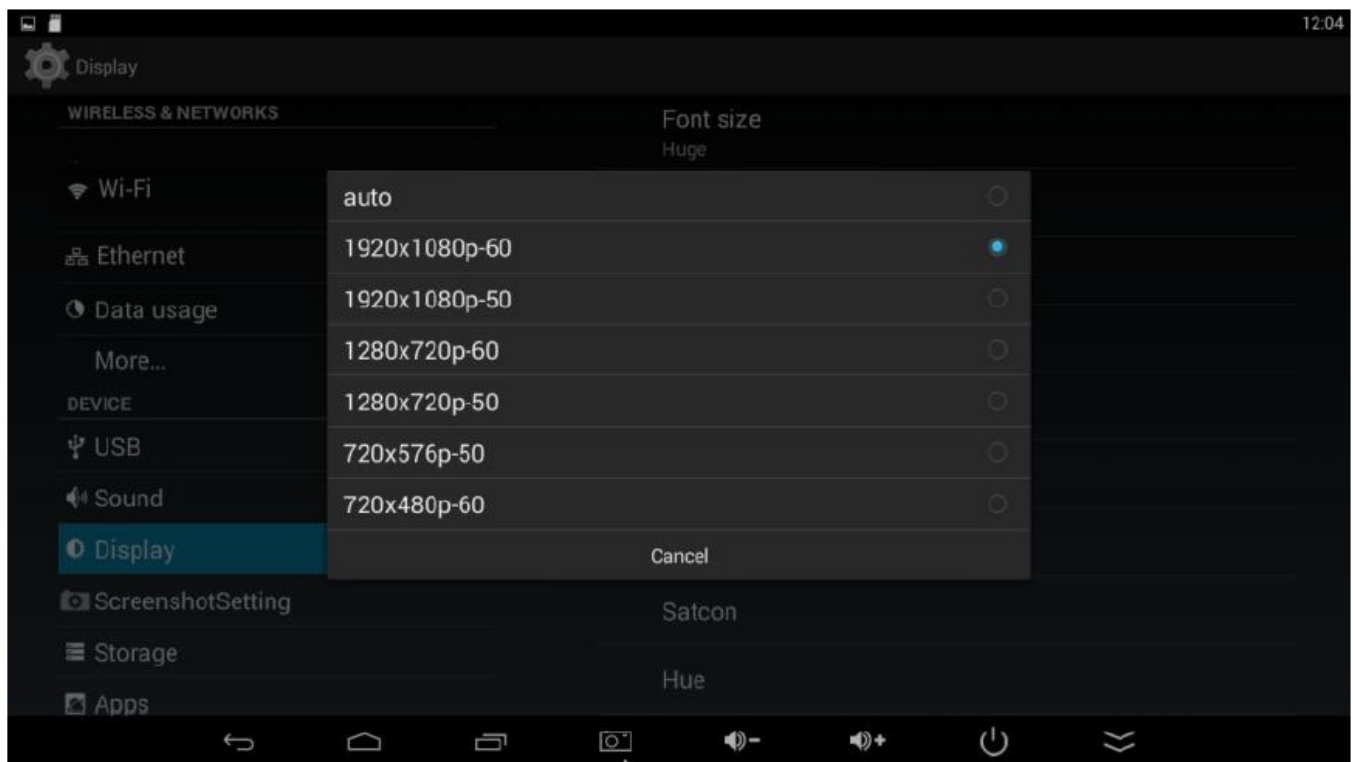 12:04
Display
WIRELESS & NETWORKS
Font size
Huge
Wi-Fi
Ethernet
Data usage
More...
DEVICE
USB
Sound
Display
ScreenshotSetting
Storage
Apps
auto
1920x1080p-60
1920x1080p-50
1280x720p-60
1280x720p-50
720x576p-50
720x480p-60
Cancel
Satcon
Hue